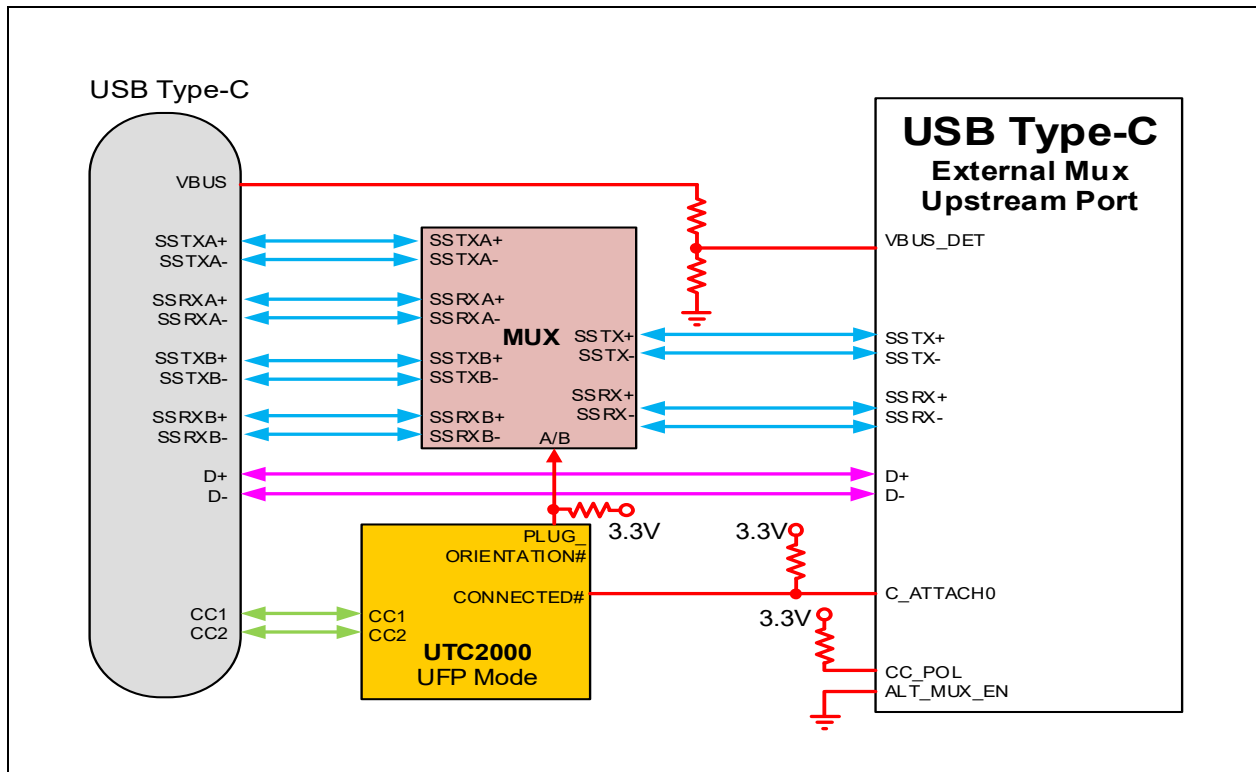 USB Type-C
VBUS
SSTXA+
SSTXA-
SSRXA+
SSRXA-
SSTXB+
SSTXB-
SSRXB+
SSRXB-
D+
D-
CC1
CC2
SSTXA+
SSTXA-
SSRXA+
SSRXA-
MUX
SSTXB+
SSTXB-
SSRXB+
SSRXB-
SSTX+
SSTX-
SSRX+
SSRX-
A/B
3.3V
PLUG_
ORIENTATION#
CONNECTED#
CC1
CC2
UTC2000
UFP Mode
3.3V
3.3V
USB Type-C
External Mux
Upstream Port
VBUS_DET
SSTX+
SSTX-
SSRX+
SSRX-
D+
D-
C_ATTACH0
CC_POL
ALT_MUX_EN